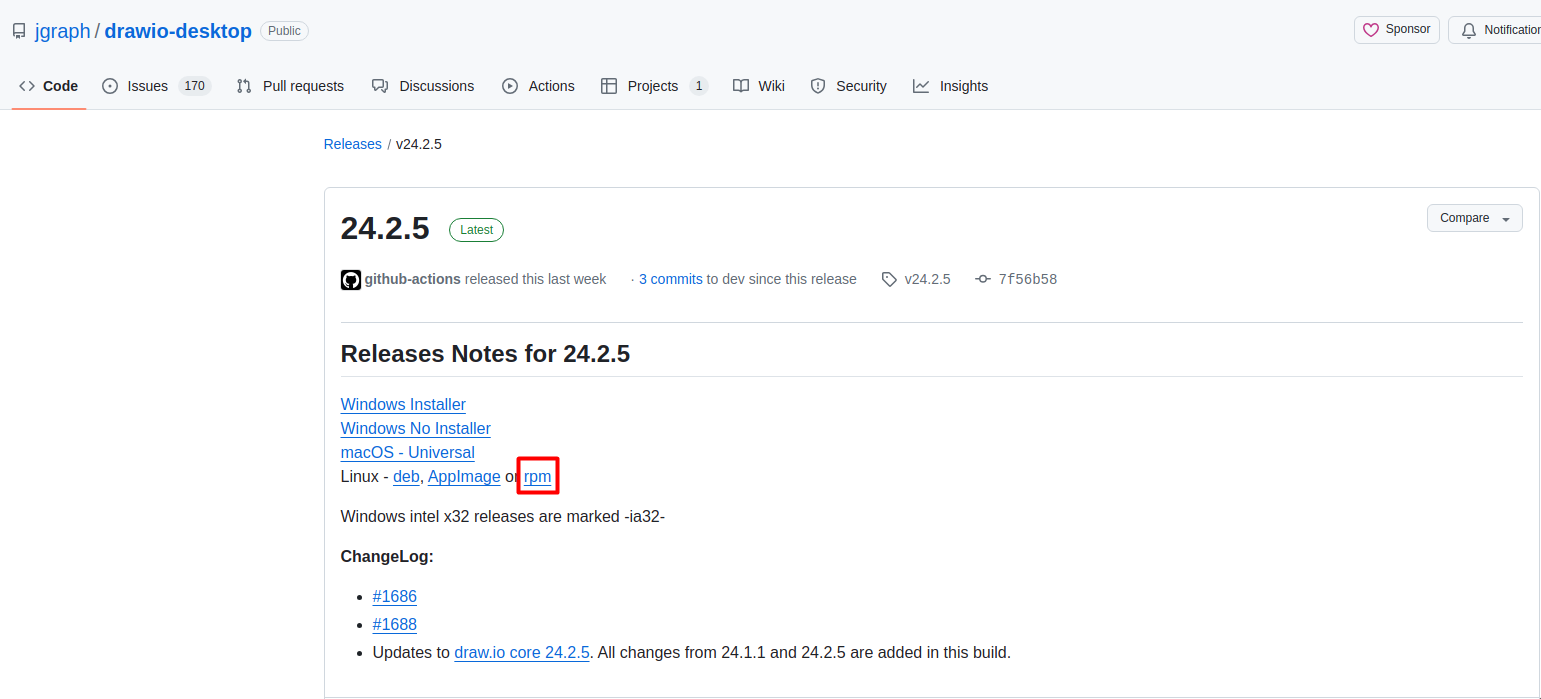 jgraph / drawio-desktop Public
Sponsor
Notification
Code
Issues 170
Pull requests
Discussions
Actions
Projects 1
Wiki
Security
Insights
Releases / v24.2.5
24.2.5 Latest
Compare
github-actions released this last week · 3 commits to dev since this release v24.2.5 7f56b58
Releases Notes for 24.2.5
Windows Installer
Windows No Installer
macOS - Universal
Linux - deb, AppImage or rpm
Windows intel x32 releases are marked -ia32-
ChangeLog:
#1686
#1688
Updates to draw.io core 24.2.5. All changes from 24.1.1 and 24.2.5 are added in this build.